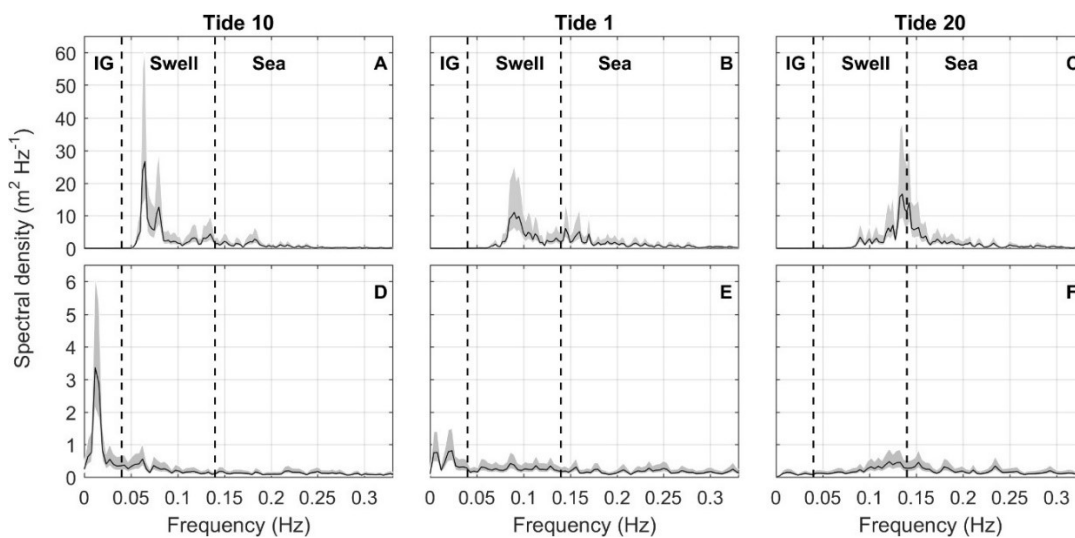 Tide 10 Tide 1 Tide 20
IG Swell Sea A IG Swell Sea B IG Swell Sea C
60
50
40
30
20
10
0
Spectral density (m² Hz⁻¹)
D E F
6
5
4
3
2
1
0
0 0.05 0.1 0.15 0.2 0.25 0.3 0 0.05 0.1 0.15 0.2 0.25 0.3 0 0.05 0.1 0.15 0.2 0.25 0.3
Frequency (Hz) Frequency (Hz) Frequency (Hz)